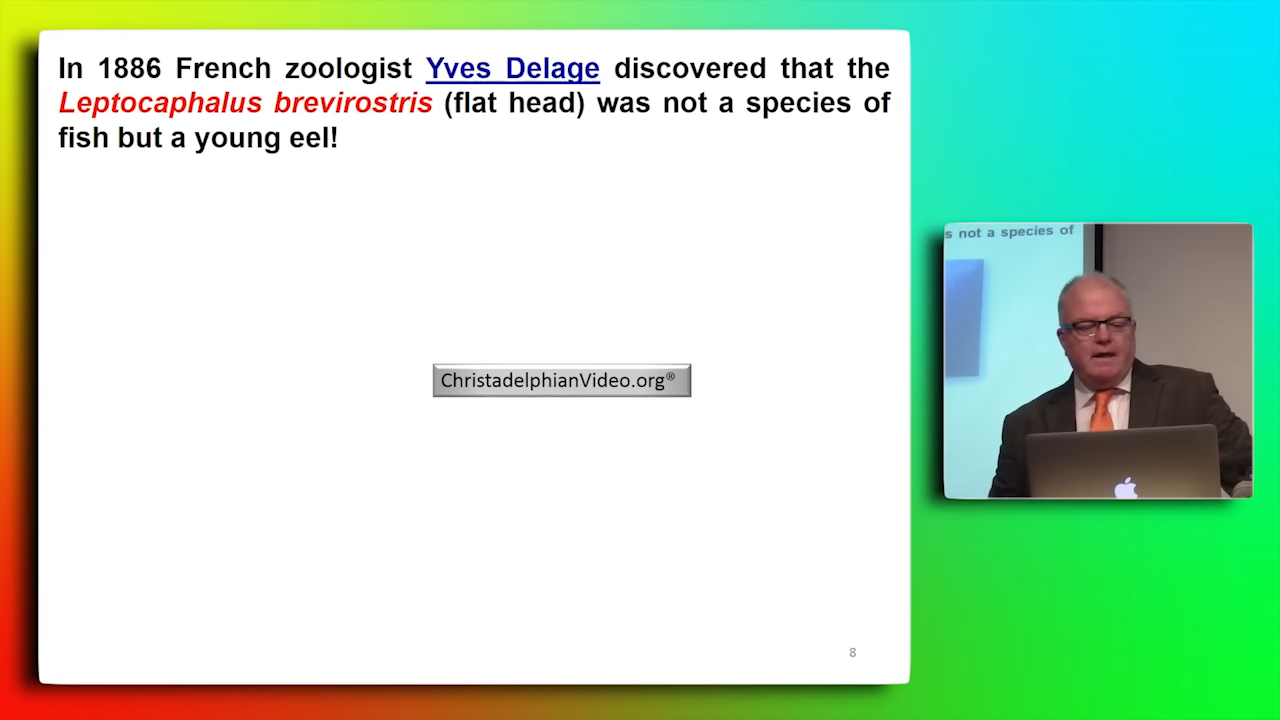 In 1886 French zoologist Yves Delage discovered that the
Leptocaphalus brevirostris (flat head) was not a species of
fish but a young eel!
s not a species of
ChristadelphianVideo.org®
8